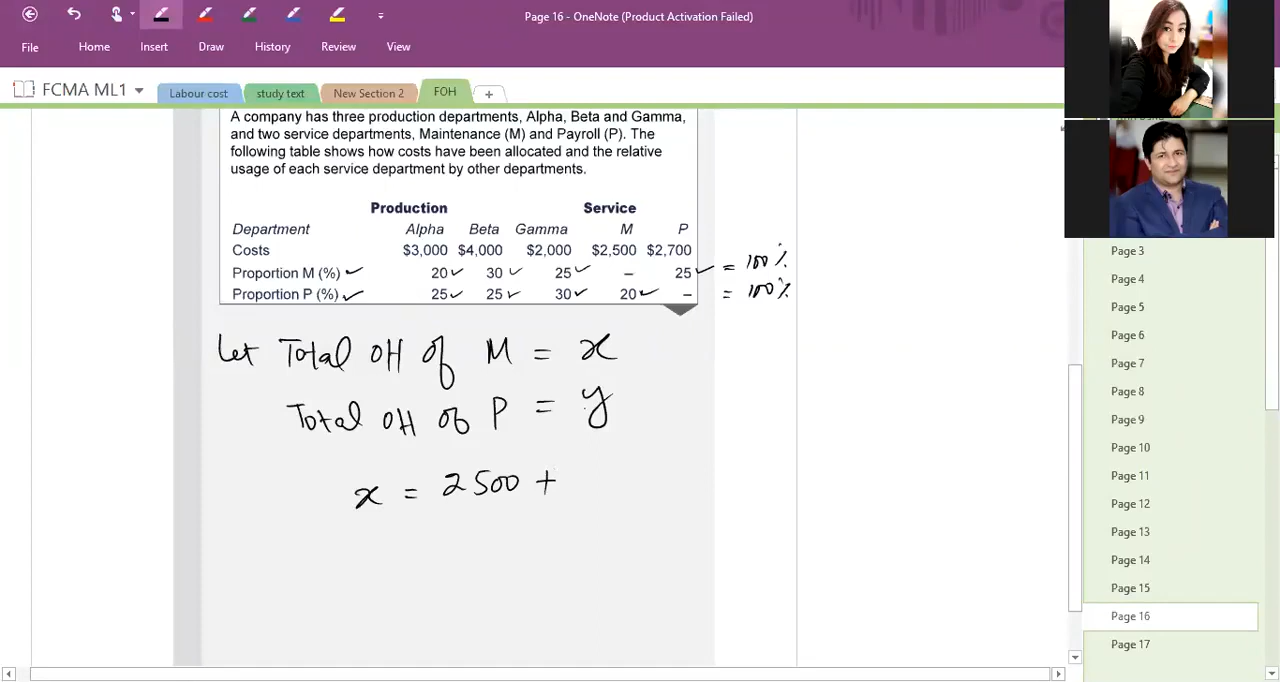 Page 16 - OneNote (Product Activation Failed)
File Home Insert Draw History Review View
FCMA ML1 Labour cost study text New Section 2 FOH +
A company has three production departments, Alpha, Beta and Gamma,
and two service departments, Maintenance (M) and Payroll (P). The
following table shows how costs have been allocated and the relative
usage of each service department by other departments.
Production Service
Department Alpha Beta Gamma M P
Costs $3,000 $4,000 $2,000 $2,500 $2,700
Proportion M (%) ✓ 20 ✓ 30 ✓ 25 ✓ – 25 ✓ = 100%
Proportion P (%) ✓ 25 ✓ 25 ✓ 30 ✓ 20 ✓ – = 100%
Let Total OH of M = x
Total OH of P = y
x = 2500 +
Page 3
Page 4
Page 5
Page 6
Page 7
Page 8
Page 9
Page 10
Page 11
Page 12
Page 13
Page 14
Page 15
Page 16
Page 17